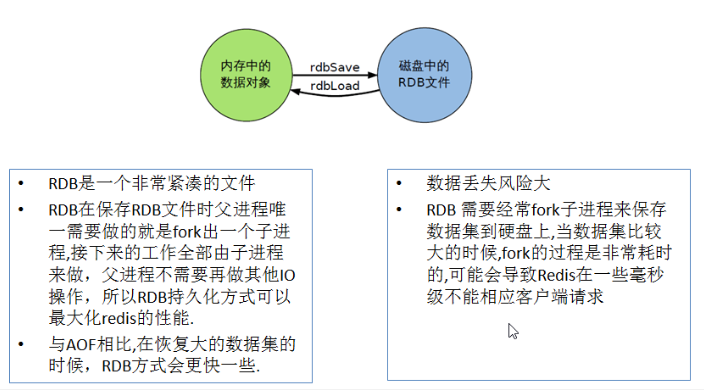 内存中的
数据对象
rdbSave
rdbLoad
磁盘中的
RDB文件
• RDB是一个非常紧凑的文件
• RDB在保存RDB文件时父进程唯
一需要做的就是fork出一个子进
程,接下来的工作全部由子进程
来做，父进程不需要再做其他IO
操作，所以RDB持久化方式可以
最大化redis的性能.
• 与AOF相比,在恢复大的数据集的
时候，RDB方式会更快一些.
• 数据丢失风险大
• RDB 需要经常fork子进程来保存
数据集到硬盘上,当数据集比较
大的时候,fork的过程是非常耗时
的,可能会导致Redis在一些毫秒
级不能相应客户端请求